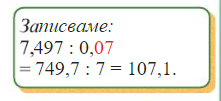 Записваме:
7,497 : 0,07
= 749,7 : 7 = 107,1.